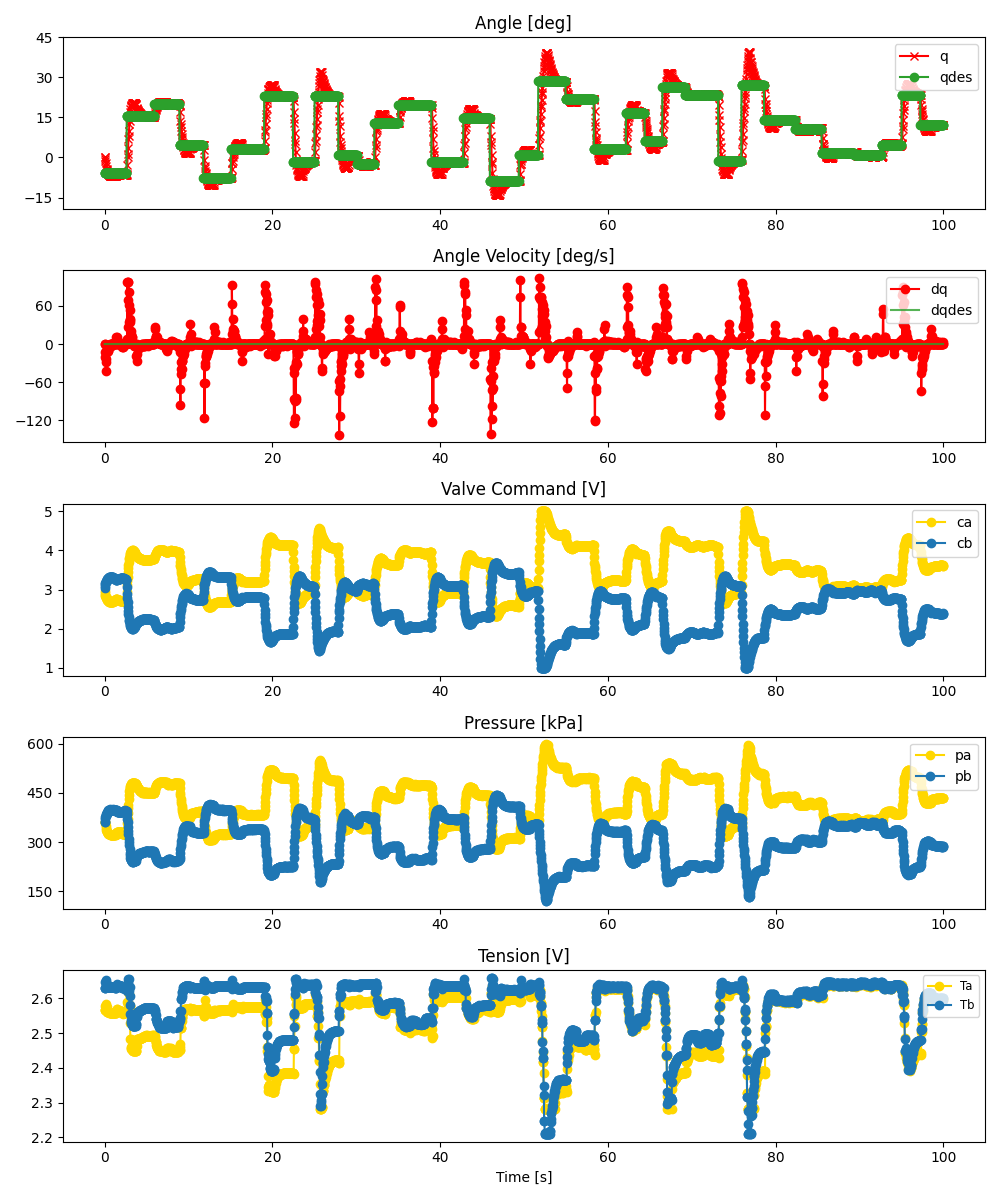 Angle [deg]
45
30
15
0
−15
q
qdes
0 20 40 60 80 100
Angle Velocity [deg/s]
60
0
−60
−120
dq
dqdes
0 20 40 60 80 100
Valve Command [V]
5
4
3
2
1
ca
cb
0 20 40 60 80 100
Pressure [kPa]
600
450
300
150
pa
pb
0 20 40 60 80 100
Tension [V]
2.6
2.5
2.4
2.3
2.2
Ta
Tb
0 20 40 60 80 100
Time [s]